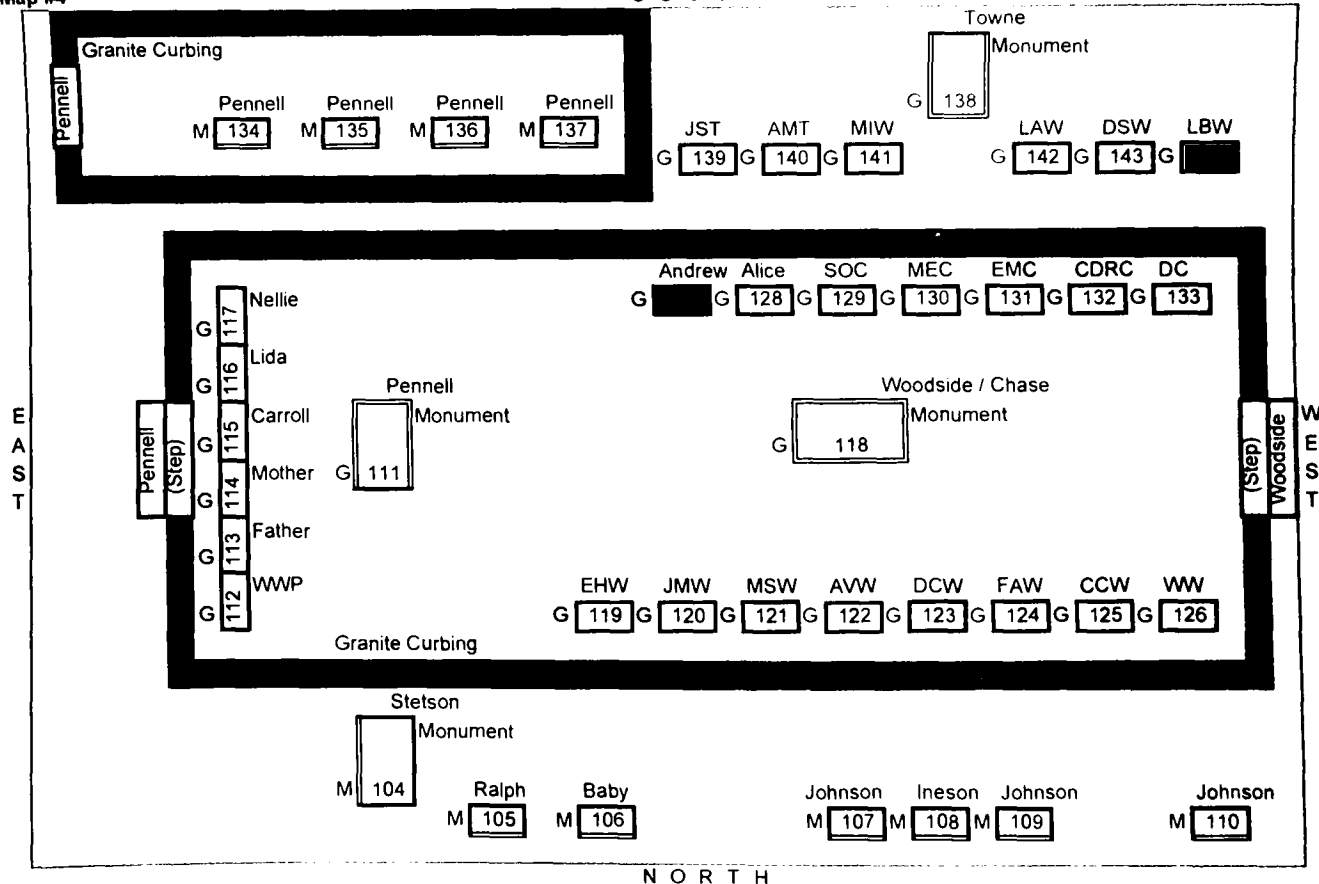 Map #4
Towne
Monument
G 138
Granite Curbing
Pennell
Pennell Pennell Pennell Pennell
M 134 M 135 M 136 M 137
JST AMT MIW
G 139 G 140 G 141
LAW DSW LBW
G 142 G 143 G
Andrew Alice SOC MEC EMC CDRC DC
G G 128 G 129 G 130 G 131 G 132 G 133
Nellie
G 117
Lida
G 116
Carroll
G 115
Mother
G 114
Father
G 113
WWP
G 112
Pennell
(Step)
Pennell
Monument
G 111
Woodside / Chase
Monument
G 118
(Step)
Woodside
EAST
WEST
EHW JMW MSW AVW DCW FAW CCW WW
G 119 G 120 G 121 G 122 G 123 G 124 G 125 G 126
Granite Curbing
Stetson
Monument
M 104
Ralph Baby
M 105 M 106
Johnson Ineson Johnson Johnson
M 107 M 108 M 109 M 110
NORTH